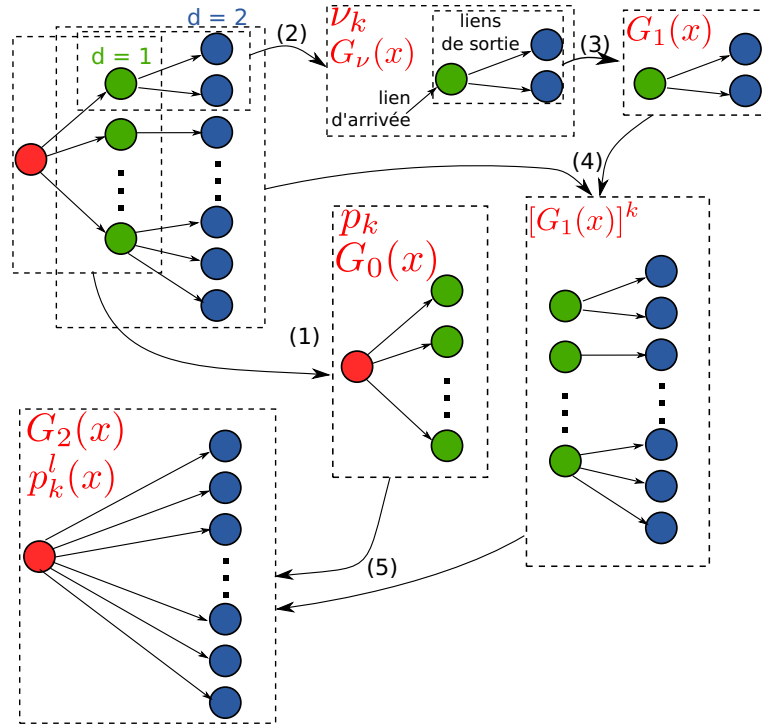 d = 2
d = 1
(2)
ν_k
G_ν(x)
liens
de sortie
lien
d'arrivée
(3)
G_1(x)
(4)
[G_1(x)]^k
(1)
p_k
G_0(x)
G_2(x)
p_k^l(x)
(5)